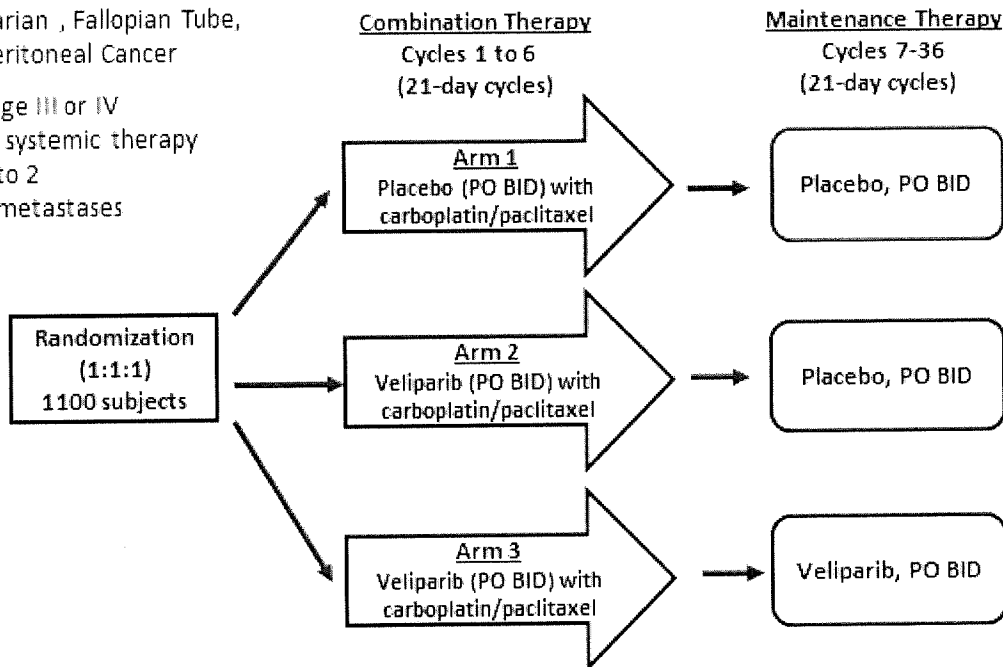 arian , Fallopian Tube,
eritoneal Cancer
ge III or IV
systemic therapy
to 2
metastases
Combination Therapy
Cycles 1 to 6
(21-day cycles)
Maintenance Therapy
Cycles 7-36
(21-day cycles)
Randomization
(1:1:1)
1100 subjects
Arm 1
Placebo (PO BID) with
carboplatin/paclitaxel
Placebo, PO BID
Arm 2
Veliparib (PO BID) with
carboplatin/paclitaxel
Placebo, PO BID
Arm 3
Veliparib (PO BID) with
carboplatin/paclitaxel
Veliparib, PO BID